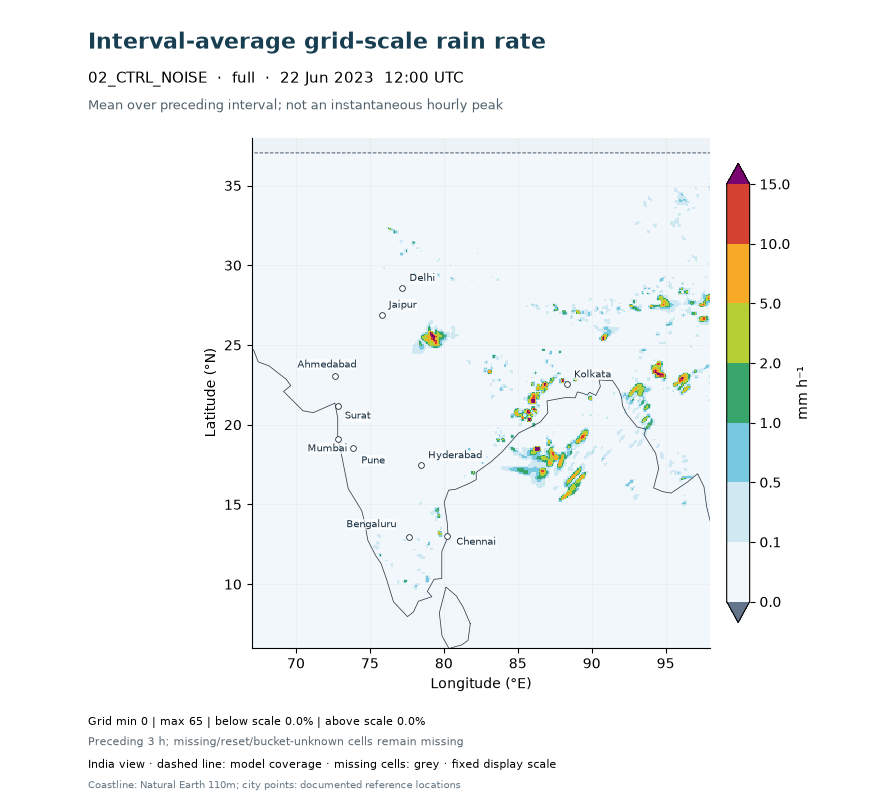 Interval-average grid-scale rain rate
02_CTRL_NOISE · full · 22 Jun 2023 12:00 UTC
Mean over preceding interval; not an instantaneous hourly peak
35
30
25
20
15
10
Latitude (°N)
70
75
80
85
90
95
Longitude (°E)
Delhi
Jaipur
Ahmedabad
Kolkata
Surat
Mumbai
Pune
Hyderabad
Bengaluru
Chennai
15.0
10.0
5.0
2.0
1.0
0.5
0.1
0.0
mm h⁻¹
Grid min 0 | max 65 | below scale 0.0% | above scale 0.0%
Preceding 3 h; missing/reset/bucket-unknown cells remain missing
India view · dashed line: model coverage · missing cells: grey · fixed display scale
Coastline: Natural Earth 110m; city points: documented reference locations